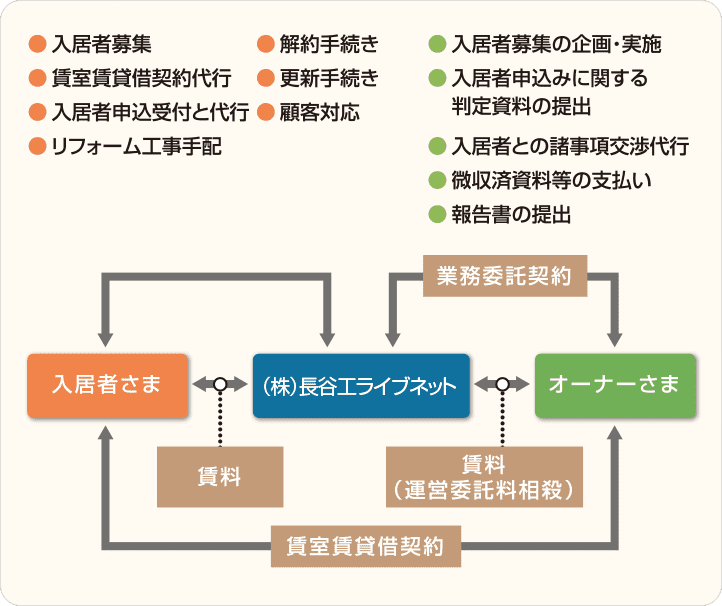 入居者募集
賃室賃貸借契約代行
入居者申込受付と代行
リフォーム工事手配
解約手続き
更新手続き
顧客対応
入居者募集の企画・実施
入居者申込みに関する
判定資料の提出
入居者との諸事項交渉代行
微収済資料等の支払い
報告書の提出
業務委託契約
入居者さま
(株)長谷工ライブネット
オーナーさま
賃料
賃料
(運営委託料相殺)
賃室賃貸借契約